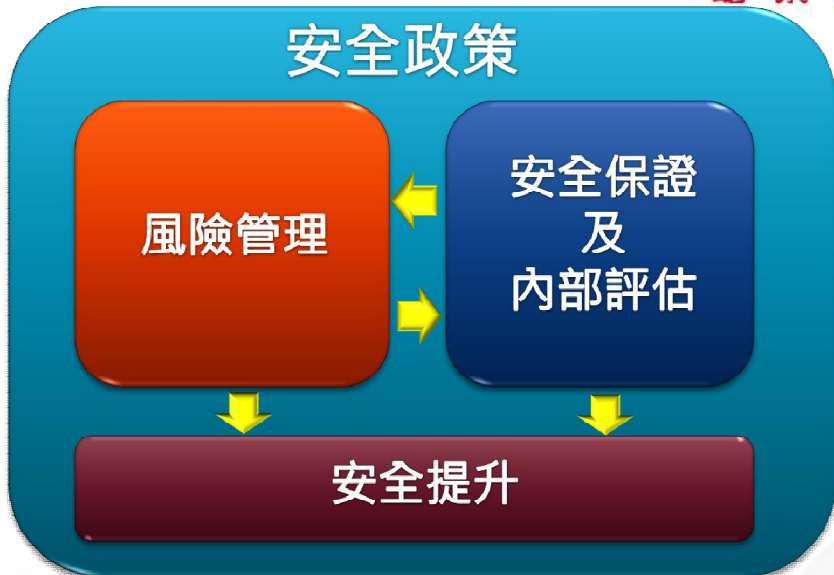 安全政策
風險管理
安全保證
及
內部評估
安全提升